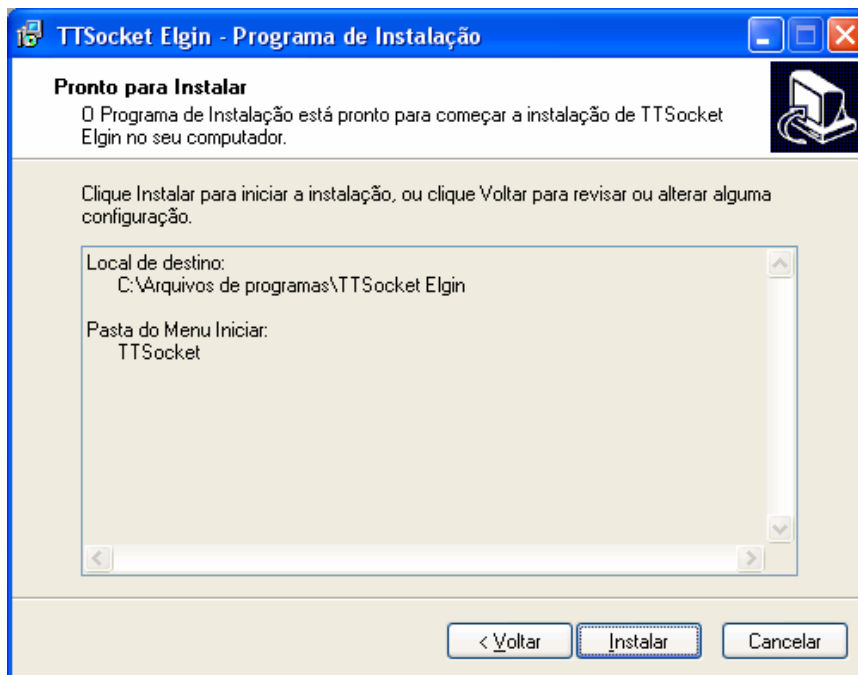 TTSocket Elgin - Programa de Instalação
Pronto para Instalar
O Programa de Instalação está pronto para começar a instalação de TTSocket
Elgin no seu computador.
Clique Instalar para iniciar a instalação, ou clique Voltar para revisar ou alterar alguma
configuração.
Local de destino:
C:\Arquivos de programas\TTSocket Elgin
Pasta do Menu Iniciar:
TTSocket
< Voltar
Instalar
Cancelar